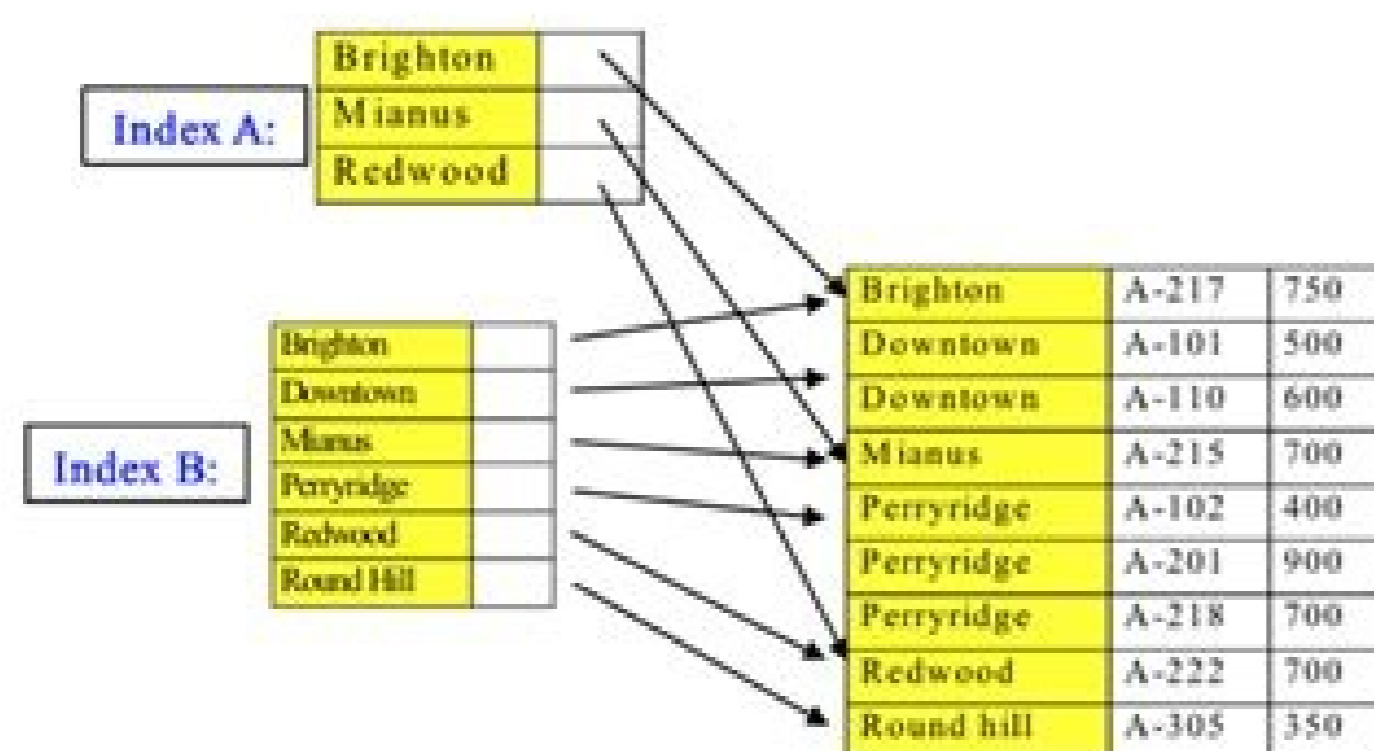 Index A:
Brighton
Mianus
Redwood
Index B:
Brighton
Downtown
Mianus
Perryridge
Redwood
Round Hill
Brighton A-217 750
Downtown A-101 500
Downtown A-110 600
Mianus A-215 700
Perryridge A-102 400
Perryridge A-201 900
Perryridge A-218 700
Redwood A-222 700
Round hill A-305 350